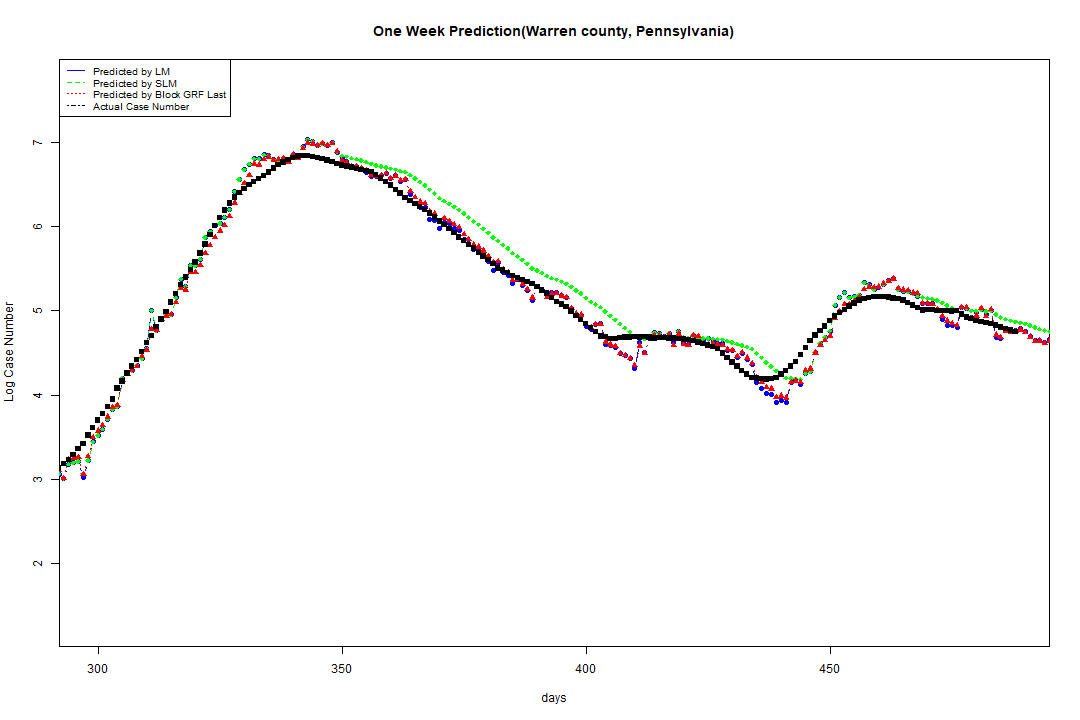 One Week Prediction(Warren county, Pennsylvania)
Predicted by LM
Predicted by SLM
Predicted by Block GRF Last
Actual Case Number
7
6
5
4
3
2
Log Case Number
300 350 400 450
days